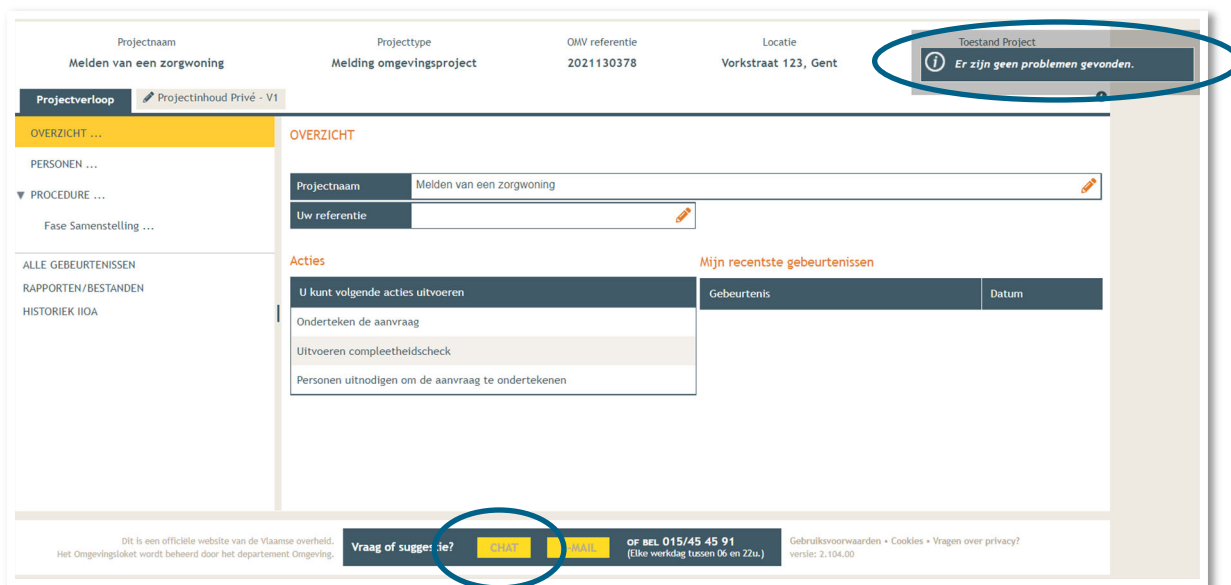 Projectnaam
Melden van een zorgwoning
Projecttype
Melding omgevingsproject
OMV referentie
2021130378
Locatie
Vorkstraat 123, Gent
Toestand Project
Er zijn geen problemen gevonden.
Projectverloop
Projectinhoud Privé - V1
OVERZICHT ...
PERSONEN ...
PROCEDURE ...
Fase Samenstelling ...
ALLE GEBEURTENISSEN
RAPPORTEN/BESTANDEN
HISTORIEK IIOA
OVERZICHT
Projectnaam Melden van een zorgwoning
Uw referentie
Acties
U kunt volgende acties uitvoeren
Onderteken de aanvraag
Uitvoeren compleetheidscheck
Personen uitnodigen om de aanvraag te ondertekenen
Mijn recentste gebeurtenissen
Gebeurtenis Datum
Dit is een officiële website van de Vlaamse overheid.
Het Omgevingsloket wordt beheerd door het departement Omgeving.
Vraag of suggestie? CHAT -MAIL
OF BEL 015/45 45 91
(Elke werkdag tussen 06 en 22u.)
Gebruiksvoorwaarden • Cookies • Vragen over privacy?
versie: 2.104.00